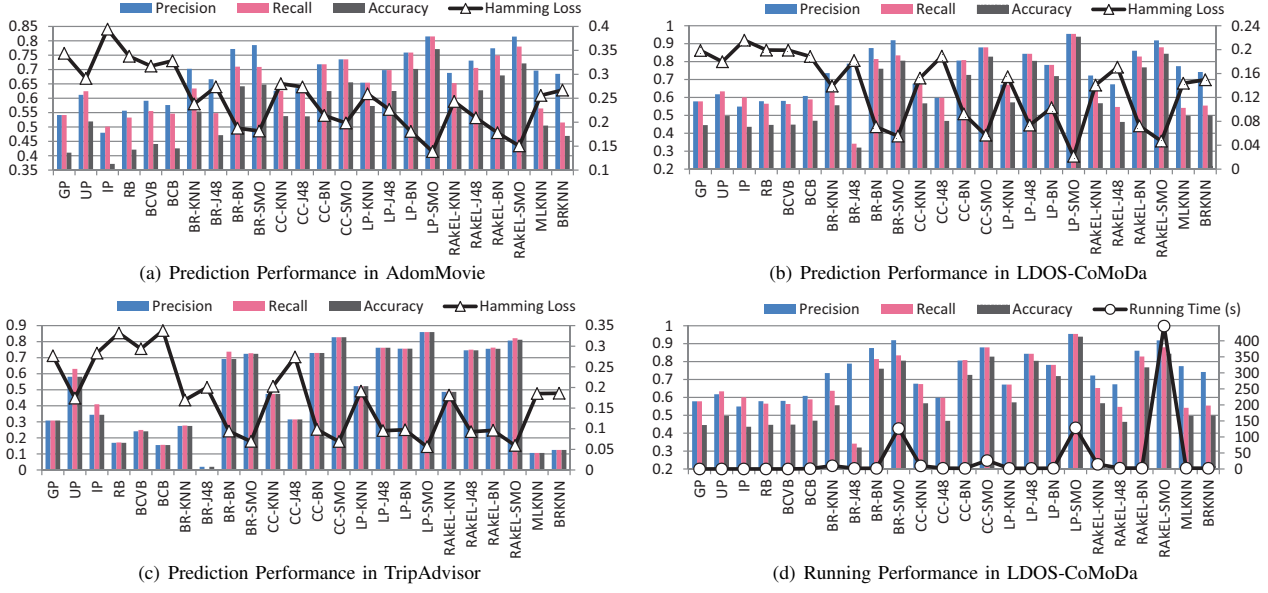 Precision Recall Accuracy Hamming Loss
0.85
0.8
0.75
0.7
0.65
0.6
0.55
0.5
0.45
0.4
0.35
0.4
0.35
0.3
0.25
0.2
0.15
0.1
GP
UP
IP
RB
BCVB
BCB
BR-KNN
BR-J48
BR-BN
BR-SMO
CC-KNN
CC-J48
CC-BN
CC-SMO
LP-KNN
LP-J48
LP-BN
LP-SMO
RAkEL-KNN
RAkEL-J48
RAkEL-BN
RAkEL-SMO
MLKNN
BRKNN
(a) Prediction Performance in AdomMovie
Precision Recall Accuracy Hamming Loss
1
0.9
0.8
0.7
0.6
0.5
0.4
0.3
0.2
0.24
0.2
0.16
0.12
0.08
0.04
0
GP
UP
IP
RB
BCVB
BCB
BR-KNN
BR-J48
BR-BN
BR-SMO
CC-KNN
CC-J48
CC-BN
CC-SMO
LP-KNN
LP-J48
LP-BN
LP-SMO
RAkEL-KNN
RAkEL-J48
RAkEL-BN
RAkEL-SMO
MLKNN
BRKNN
(b) Prediction Performance in LDOS-CoMoDa
Precision Recall Accuracy Hamming Loss
0.9
0.8
0.7
0.6
0.5
0.4
0.3
0.2
0.1
0
0.35
0.3
0.25
0.2
0.15
0.1
0.05
0
GP
UP
IP
RB
BCVB
BCB
BR-KNN
BR-J48
BR-BN
BR-SMO
CC-KNN
CC-J48
CC-BN
CC-SMO
LP-KNN
LP-J48
LP-BN
LP-SMO
RAkEL-KNN
RAkEL-J48
RAkEL-BN
RAkEL-SMO
MLKNN
BRKNN
(c) Prediction Performance in TripAdvisor
Precision Recall Accuracy Running Time (s)
1
0.9
0.8
0.7
0.6
0.5
0.4
0.3
0.2
400
350
300
250
200
150
100
50
0
GP
UP
IP
RB
BCVB
BCB
BR-KNN
BR-J48
BR-BN
BR-SMO
CC-KNN
CC-J48
CC-BN
CC-SMO
LP-KNN
LP-J48
LP-BN
LP-SMO
RAkEL-KNN
RAkEL-J48
RAkEL-BN
RAkEL-SMO
MLKNN
BRKNN
(d) Running Performance in LDOS-CoMoDa